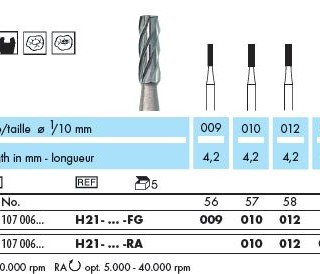 /taille ø 1/10 mm 009 010 012
th in mm - longueur 4,2 4,2 4,2
REF 5
No. 56 57 58
107 006... H21- ... -FG 009 010 012
107 006... H21- ... -RA 010 012
0.000 rpm RA opt. 5.000 - 40.000 rpm